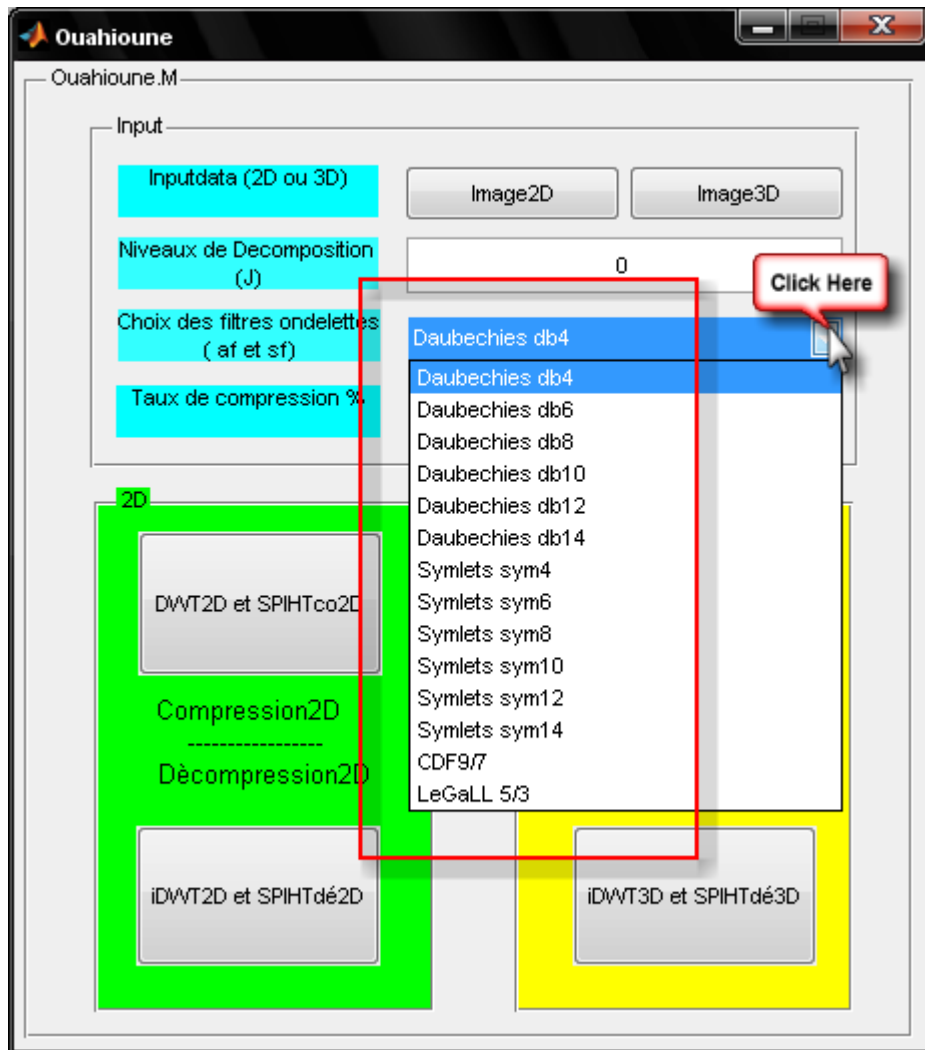 Ouahioune
Ouahioune.M
Input
Inputdata (2D ou 3D)
Image2D
Image3D
Niveaux de Decomposition
(J)
0
Click Here
Choix des filtres ondelettes
( af et sf)
Daubechies db4
Taux de compression %
Daubechies db4
Daubechies db6
Daubechies db8
Daubechies db10
Daubechies db12
Daubechies db14
Symlets sym4
Symlets sym6
Symlets sym8
Symlets sym10
Symlets sym12
Symlets sym14
CDF9/7
LeGaLL 5/3
2D
DWT2D et SPIHTco2D
Compression2D
-----------------
Dècompression2D
iDWT2D et SPIHTdé2D
iDWT3D et SPIHTdé3D